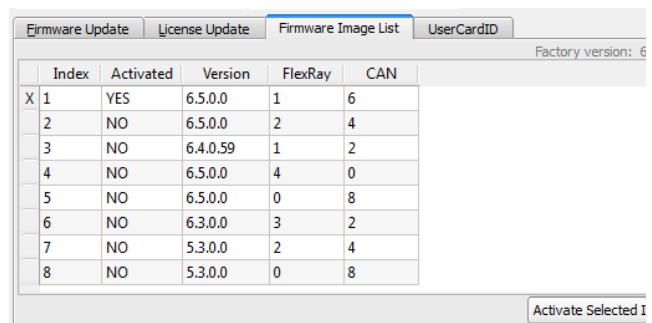 Firmware Update License Update Firmware Image List UserCardID
Factory version: 6
Index Activated Version FlexRay CAN
X 1 YES 6.5.0.0 1 6
2 NO 6.5.0.0 2 4
3 NO 6.4.0.59 1 2
4 NO 6.5.0.0 4 0
5 NO 6.5.0.0 0 8
6 NO 6.3.0.0 3 2
7 NO 5.3.0.0 2 4
8 NO 5.3.0.0 0 8
Activate Selected I